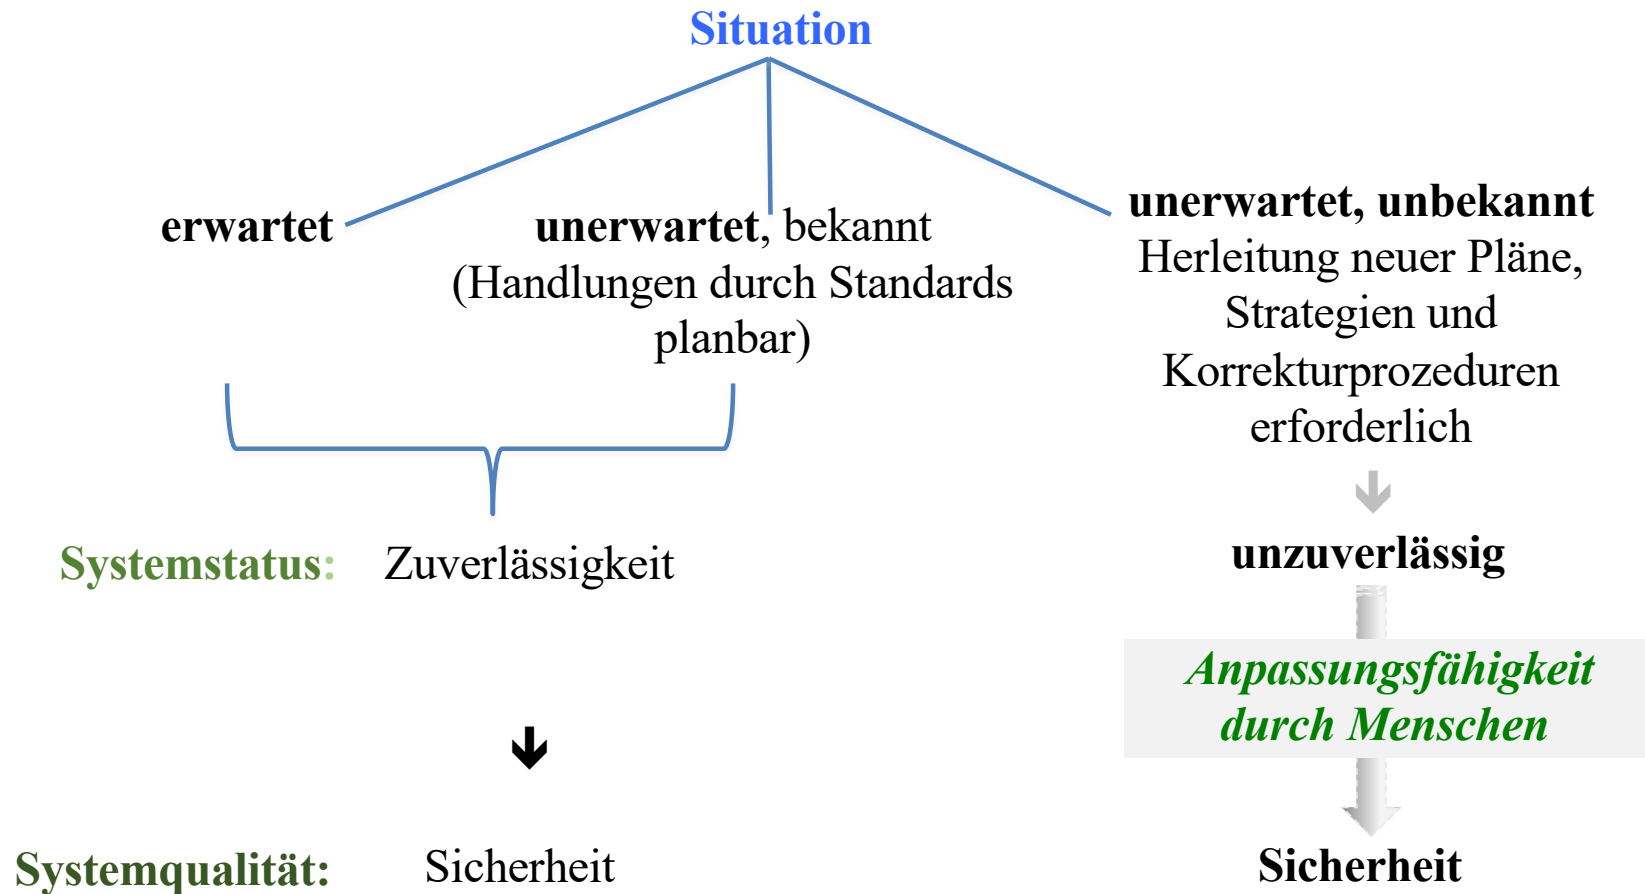 Situation
erwartet
unerwartet, bekannt
(Handlungen durch Standards
planbar)
unerwartet, unbekannt
Herleitung neuer Pläne,
Strategien und
Korrekturprozeduren
erforderlich
Systemstatus:
Zuverlässigkeit
unzuverlässig
Anpassungsfähigkeit
durch Menschen
Systemqualität:
Sicherheit
Sicherheit